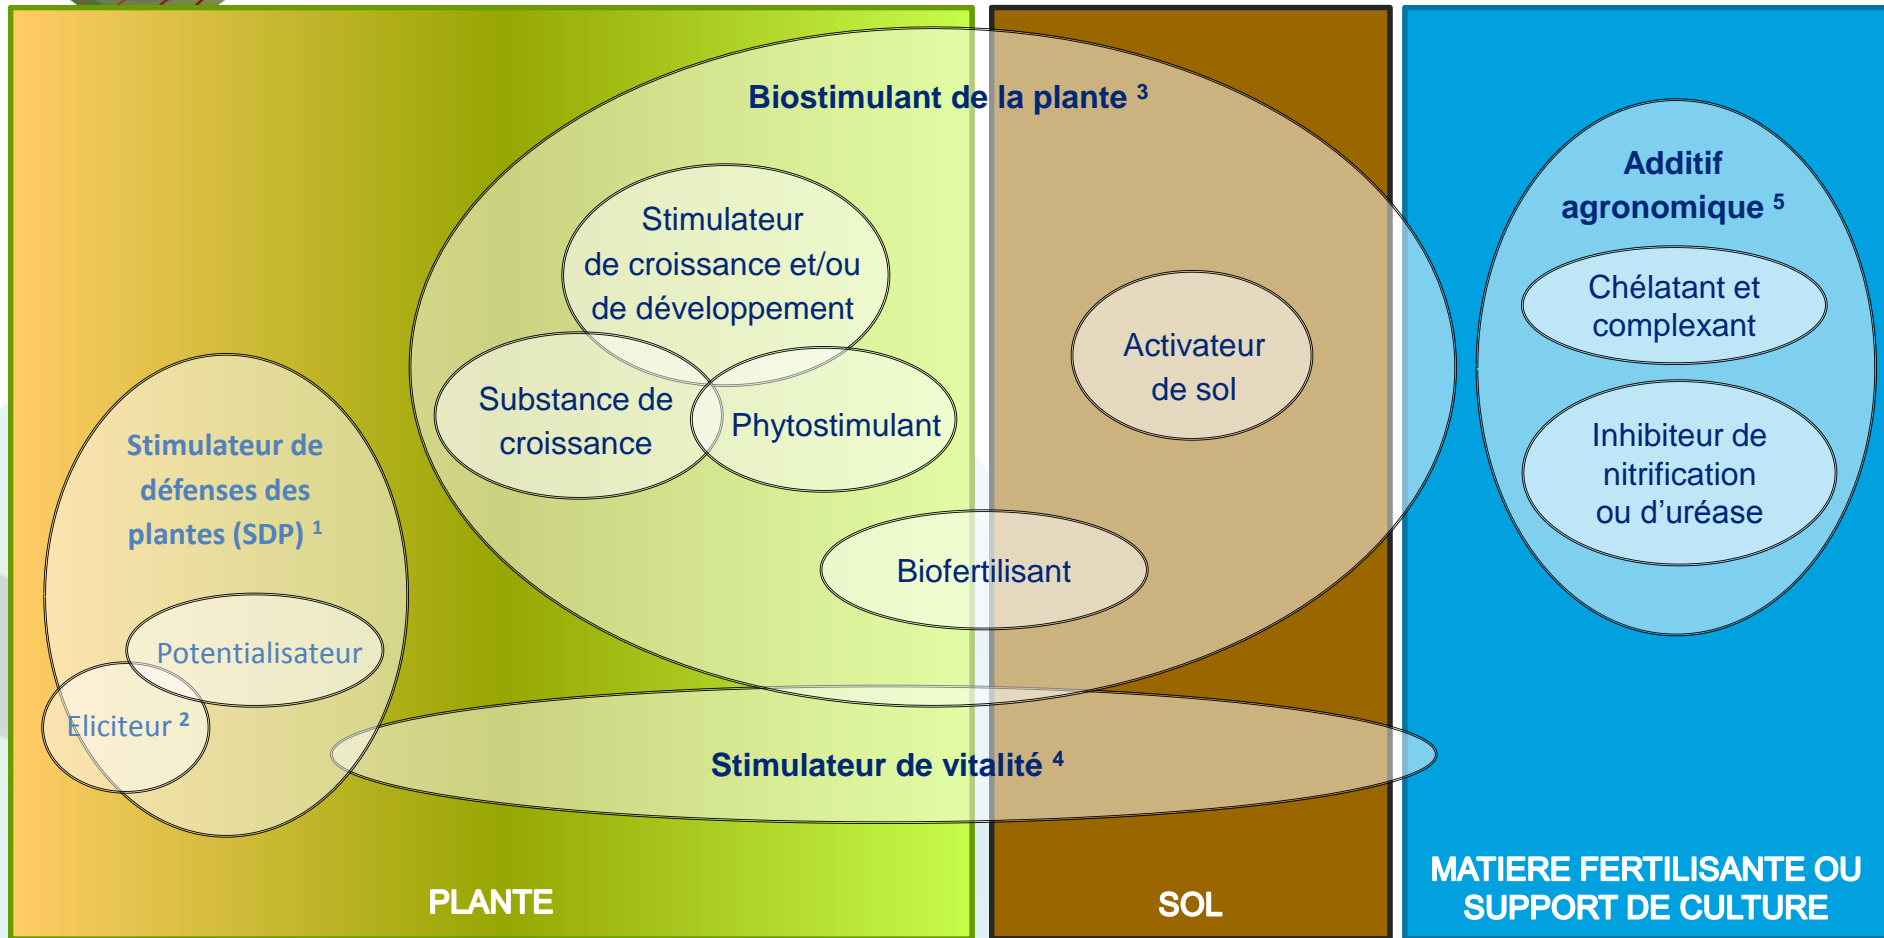 Biostimulant de la plante 3
Stimulateur
de croissance et/ou
de développement
Substance de
croissance
Phytostimulant
Biofertilisant
Activateur
de sol
Additif
agronomique 5
Chélatant et
complexant
Inhibiteur de
nitrification
ou d’uréase
Stimulateur de
défenses des
plantes (SDP) 1
Potentialisateur
Eliciteur 2
Stimulateur de vitalité 4
PLANTE
SOL
MATIERE FERTILISANTE OU
SUPPORT DE CULTURE